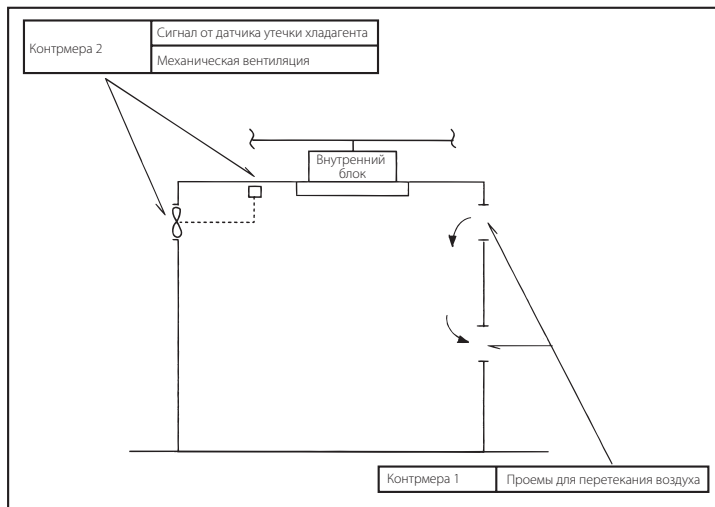 Контрмера 2
Сигнал от датчика утечки хладагента
Механическая вентиляция
Внутренний
блок
Контрмера 1
Проемы для перетекания воздуха